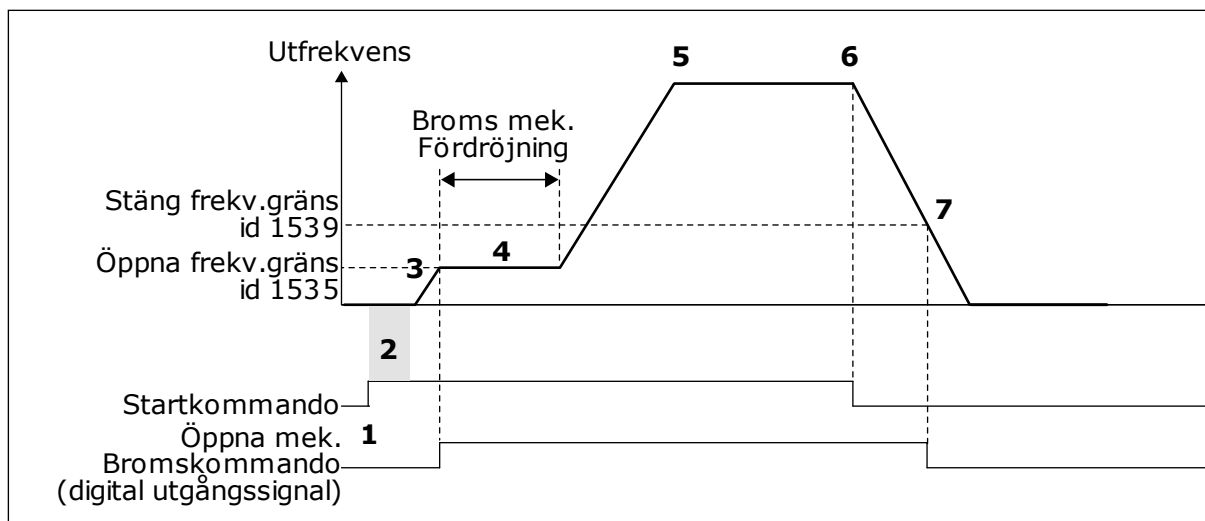 Utfrekvens
5
6
Broms mek.
Fördröjning
Stäng frekv.gräns
id 1539
7
Öppna frekv.gräns
id 1535
3
4
2
Startkommando
Öppna mek.
1
Bromskommando
(digital utgångssignal)